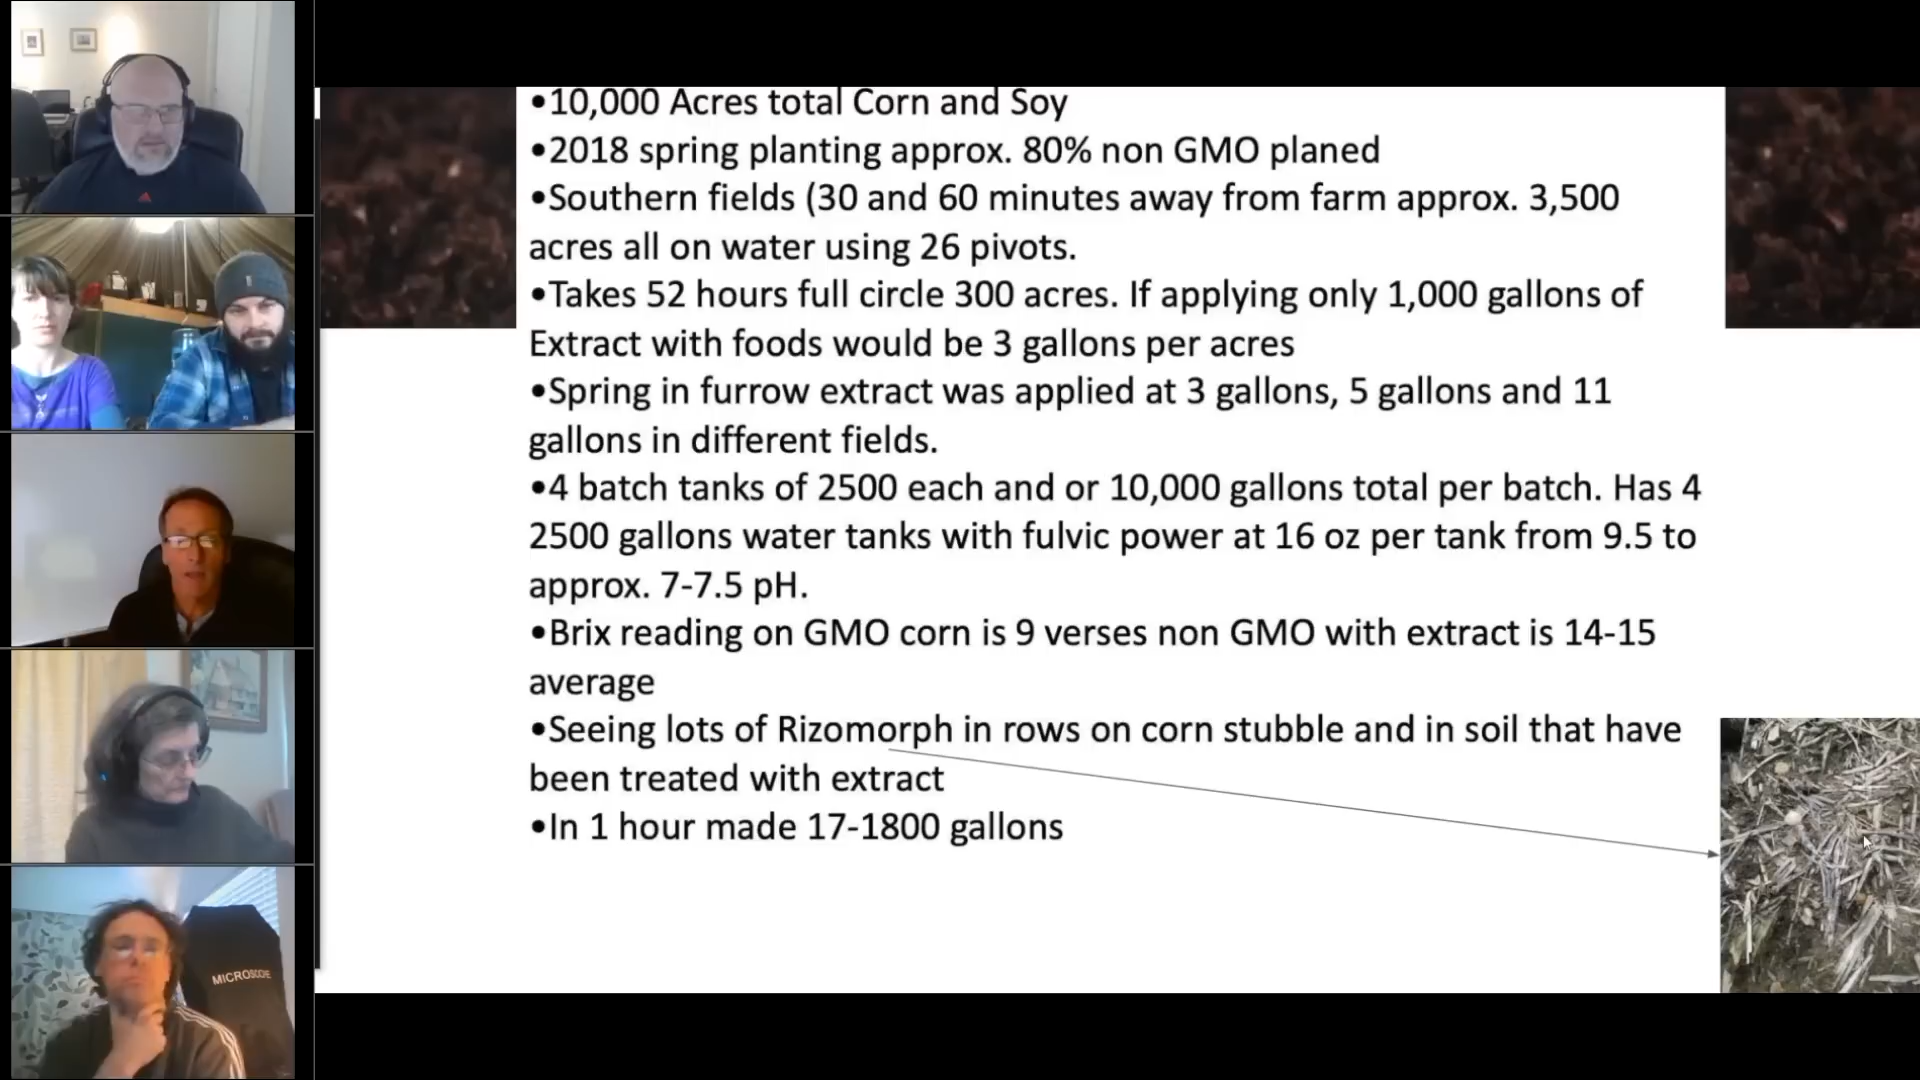 •10,000 Acres total Corn and Soy
•2018 spring planting approx. 80% non GMO planed
•Southern fields (30 and 60 minutes away from farm approx. 3,500
acres all on water using 26 pivots.
•Takes 52 hours full circle 300 acres. If applying only 1,000 gallons of
Extract with foods would be 3 gallons per acres
•Spring in furrow extract was applied at 3 gallons, 5 gallons and 11
gallons in different fields.
•4 batch tanks of 2500 each and or 10,000 gallons total per batch. Has 4
2500 gallons water tanks with fulvic power at 16 oz per tank from 9.5 to
approx. 7-7.5 pH.
•Brix reading on GMO corn is 9 verses non GMO with extract is 14-15
average
•Seeing lots of Rizomorph in rows on corn stubble and in soil that have
been treated with extract
•In 1 hour made 17-1800 gallons
MICROSCOPE